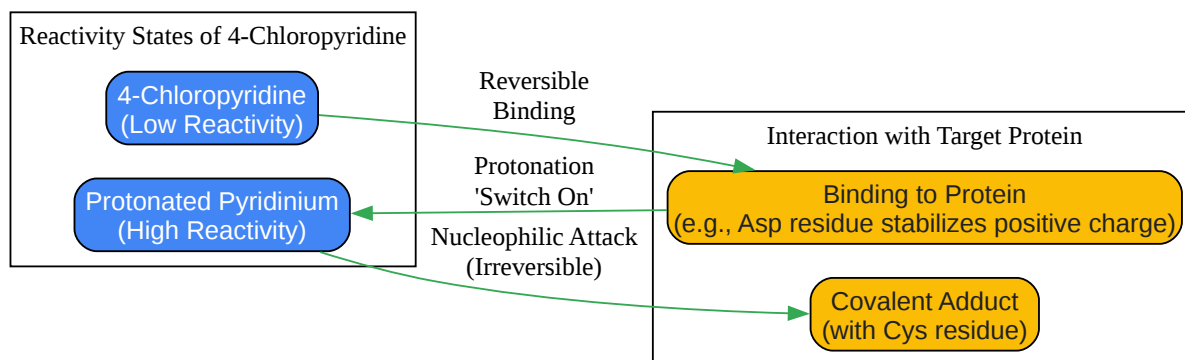 Reactivity States of 4-Chloropyridine
4-Chloropyridine
(Low Reactivity)
Protonated Pyridinium
(High Reactivity)
Reversible
Binding
Protonation
'Switch On'
Nucleophilic Attack
(Irreversible)
Interaction with Target Protein
Binding to Protein
(e.g., Asp residue stabilizes positive charge)
Covalent Adduct
(with Cys residue)